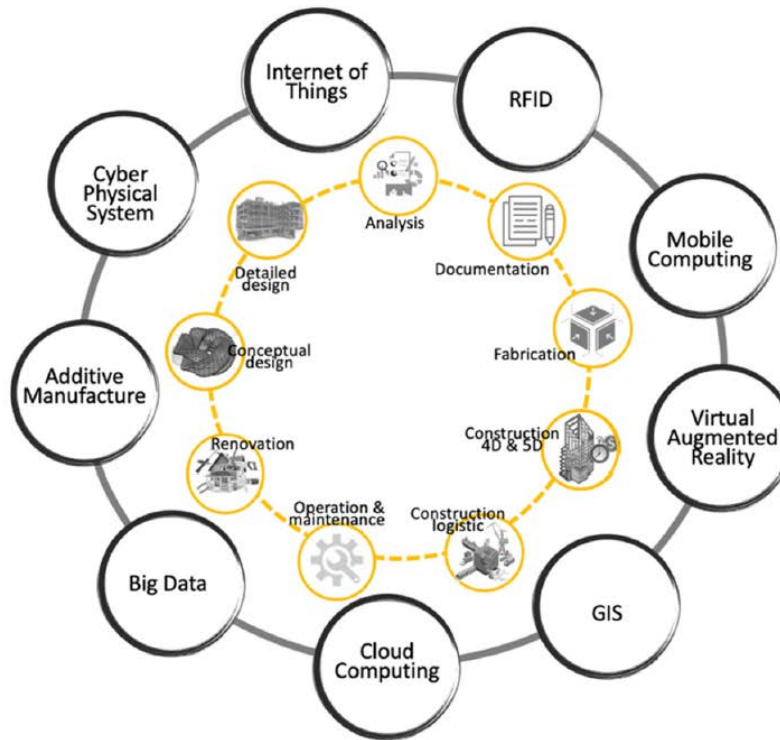 Internet of
Things
RFID
Cyber
Physical
System
Mobile
Computing
Additive
Manufacture
Virtual
Augmented
Reality
Big Data
GIS
Cloud
Computing
Analysis
Documentation
Detailed
design
Fabrication
Conceptual
design
Construction
4D & 5D
Renovation
Operation &
maintenance
Construction
logistic